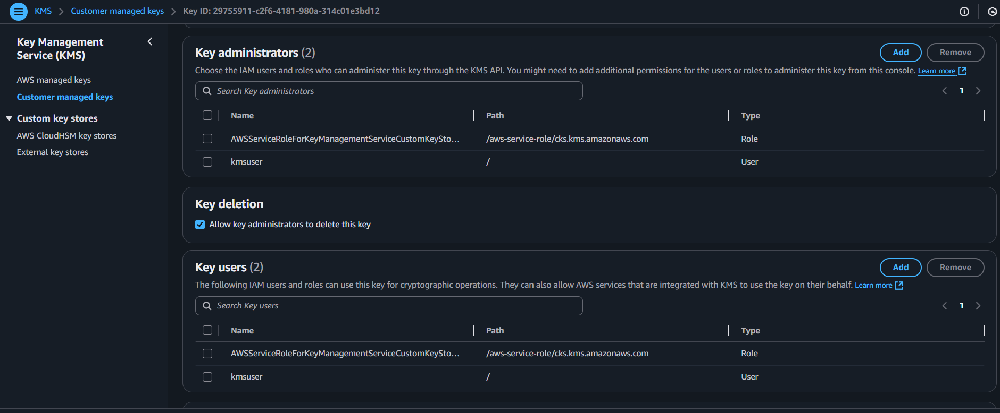 KMS > Customer managed keys > Key ID: 29755911-c2f6-4181-980a-314c01e3bd12
Key Management
Service (KMS)
AWS managed keys
Customer managed keys
Custom key stores
AWS CloudHSM key stores
External key stores
Key administrators (2)
Add
Remove
Choose the IAM users and roles who can administer this key through the KMS API. You might need to add additional permissions for the users or roles to administer this key from this console. Learn more
Search Key administrators
1
Name Path Type
AWSServiceRoleForKeyManagementServiceCustomKeySto... /aws-service-role/cks.kms.amazonaws.com Role
kmsuser / User
Key deletion
Allow key administrators to delete this key
Key users (2)
Add
Remove
The following IAM users and roles can use this key for cryptographic operations. They can also allow AWS services that are integrated with KMS to use the key on their behalf. Learn more
Search Key users
1
Name Path Type
AWSServiceRoleForKeyManagementServiceCustomKeySto... /aws-service-role/cks.kms.amazonaws.com Role
kmsuser / User